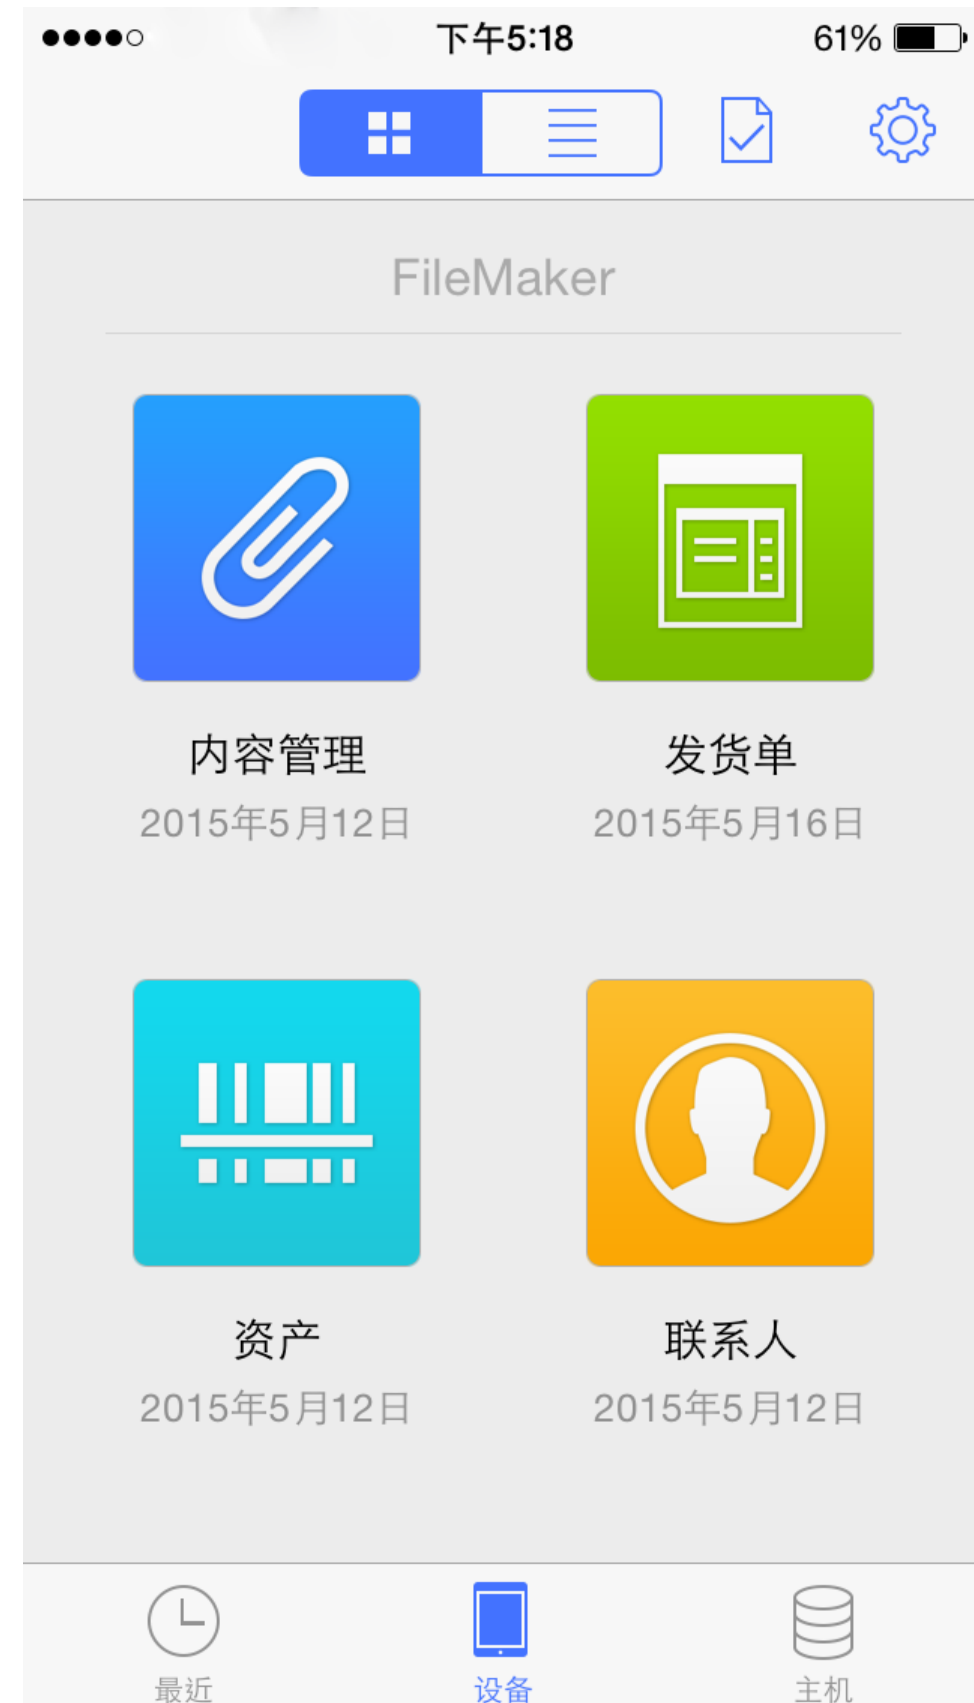 下午5:18 61%
FileMaker
内容管理 发货单
2015年5月12日 2015年5月16日
资产 联系人
2015年5月12日 2015年5月12日
最近 设备 主机